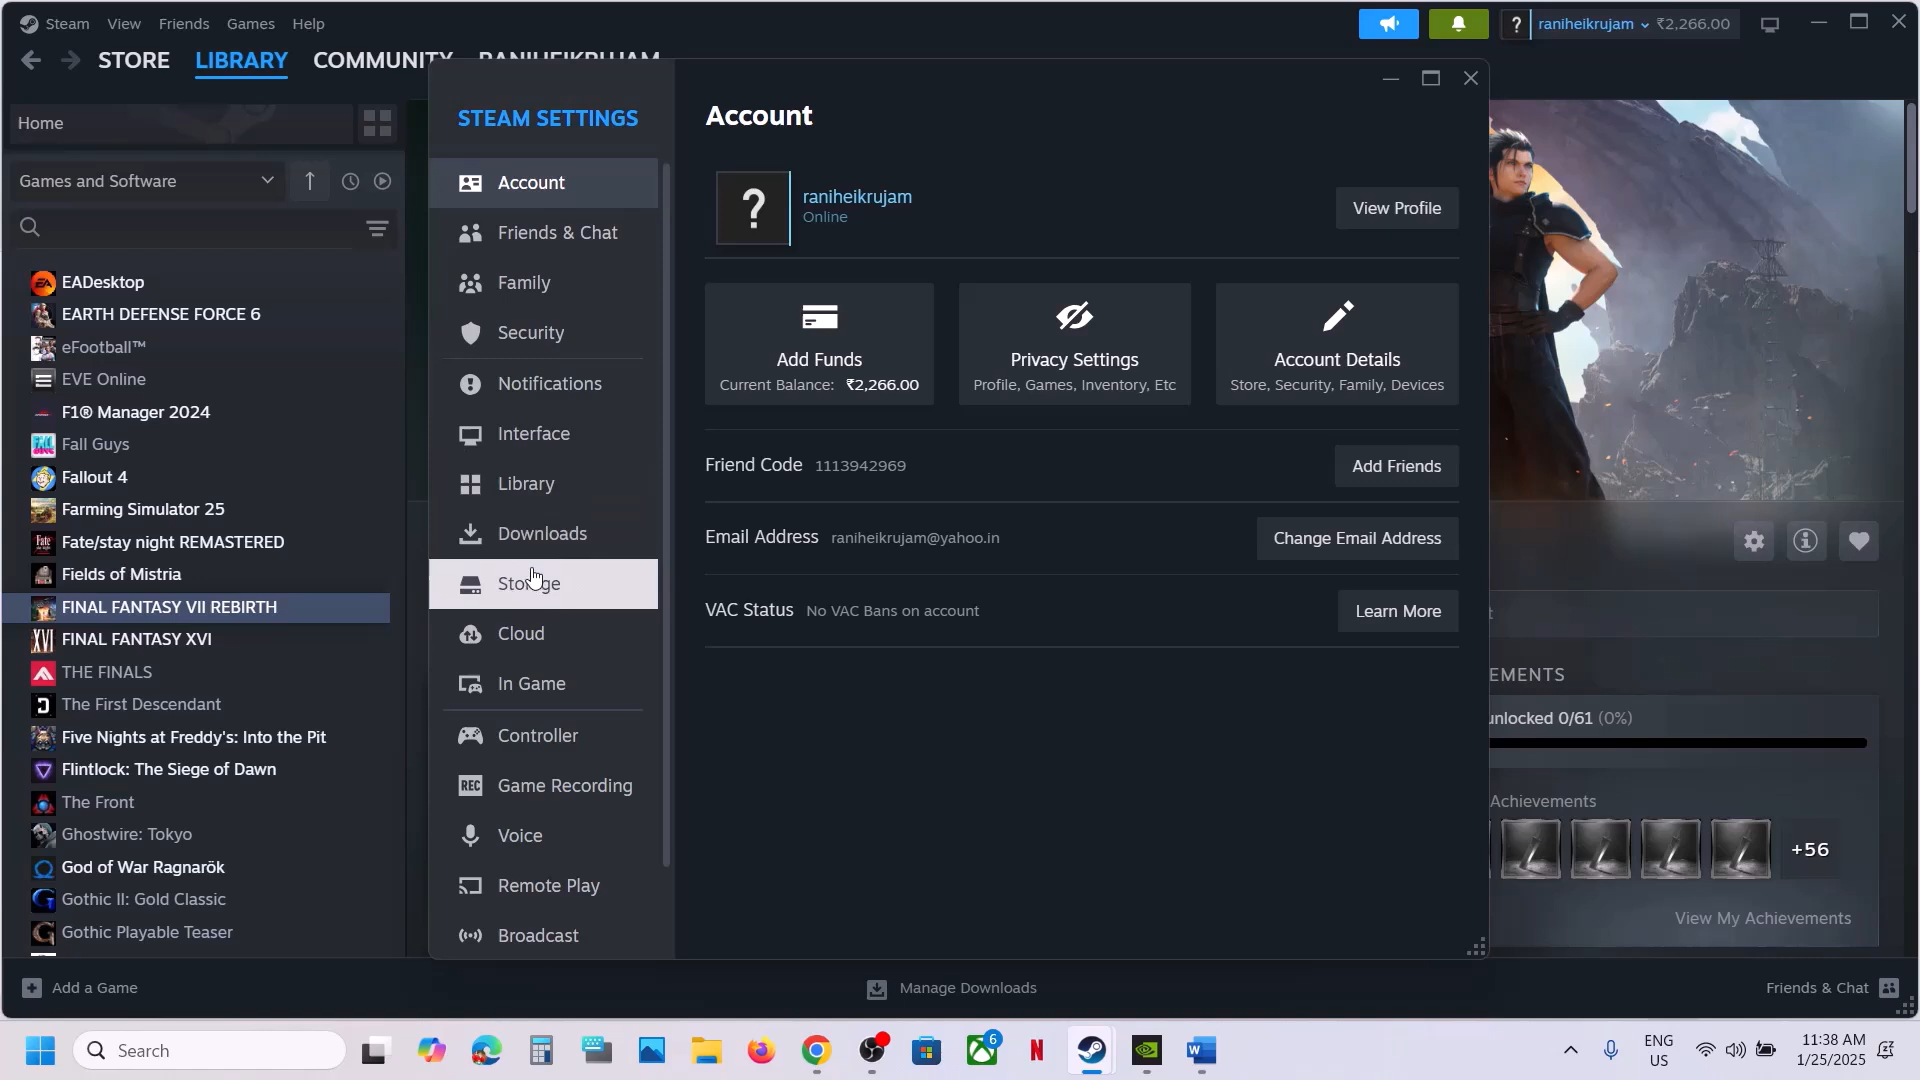 Steam View Friends Games Help
raniheikrujam ₹2,266.00
STORE LIBRARY COMMUNITY RANIHEIKRUJAM
Home
Games and Software
EADesktop
EARTH DEFENSE FORCE 6
eFootball™
EVE Online
F1® Manager 2024
Fall Guys
Fallout 4
Farming Simulator 25
Fate/stay night REMASTERED
Fields of Mistria
FINAL FANTASY VII REBIRTH
FINAL FANTASY XVI
THE FINALS
The First Descendant
Five Nights at Freddy's: Into the Pit
Flintlock: The Siege of Dawn
The Front
Ghostwire: Tokyo
God of War Ragnarök
Gothic II: Gold Classic
Gothic Playable Teaser
STEAM SETTINGS
Account
Friends & Chat
Family
Security
Notifications
Interface
Library
Downloads
Storage
Cloud
In Game
Controller
REC Game Recording
Voice
Remote Play
Broadcast
Account
?
raniheikrujam
Online
View Profile
Add Funds
Current Balance: ₹2,266.00
Privacy Settings
Profile, Games, Inventory, Etc
Account Details
Store, Security, Family, Devices
Friend Code 1113942969
Add Friends
Email Address raniheikrujam@yahoo.in
Change Email Address
VAC Status No VAC Bans on account
Learn More
EMENTS
unlocked 0/61 (0%)
Achievements
+56
View My Achievements
Add a Game
Manage Downloads
Friends & Chat
Search
6
ENG
US
11:38 AM
1/25/2025